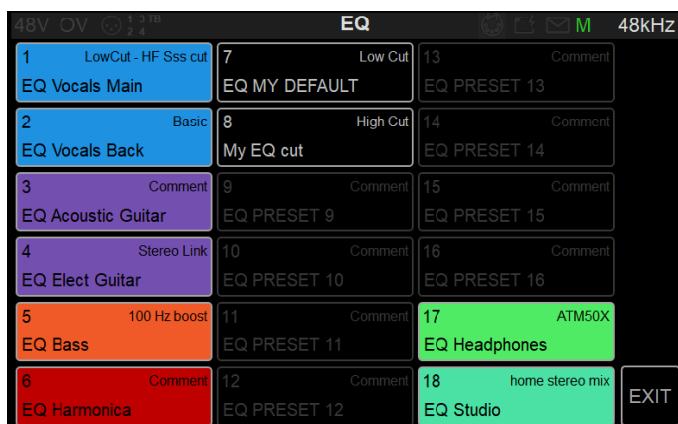 48V OV 1 3 TB 2 4 EQ M 48kHz
1 LowCut - HF Sss cut
EQ Vocals Main
2 Basic
EQ Vocals Back
3 Comment
EQ Acoustic Guitar
4 Stereo Link
EQ Elect Guitar
5 100 Hz boost
EQ Bass
6 Comment
EQ Harmonica
7 Low Cut
EQ MY DEFAULT
8 High Cut
My EQ cut
9 Comment
EQ PRESET 9
10 Comment
EQ PRESET 10
11 Comment
EQ PRESET 11
12 Comment
EQ PRESET 12
13 Comment
EQ PRESET 13
14 Comment
EQ PRESET 14
15 Comment
EQ PRESET 15
16 Comment
EQ PRESET 16
17 ATM50X
EQ Headphones
18 home stereo mix
EQ Studio
EXIT